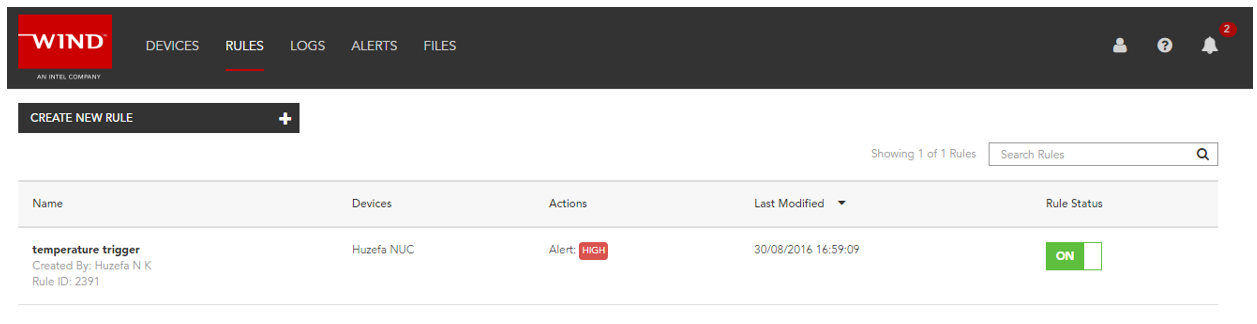 WIND
AN INTEL COMPANY
DEVICES RULES LOGS ALERTS FILES
2
CREATE NEW RULE
Showing 1 of 1 Rules Search Rules
Name Devices Actions Last Modified Rule Status
temperature trigger Huzefa NUC Alert: HIGH 30/08/2016 16:59:09 ON
Created By: Huzefa N K
Rule ID: 2391